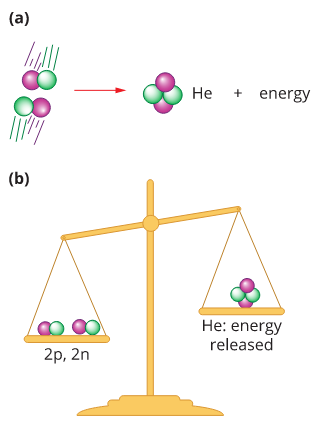 (a)
He + energy
(b)
2p, 2n
He: energy
released